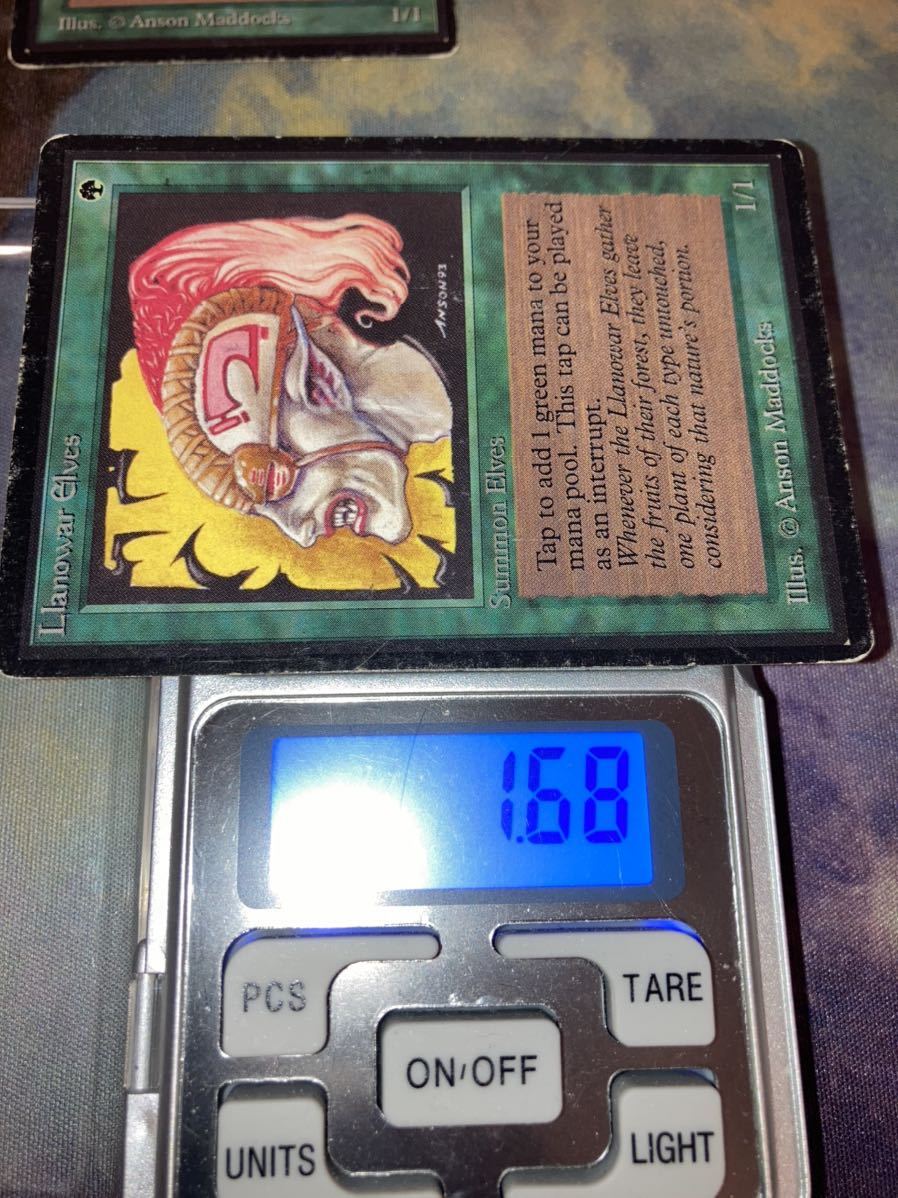 Illus. © Anson Maddocks 1/1
Llanowar Elves
ANSON93
Summon Elves
Tap to add 1 green mana to your
mana pool. This tap can be played
as an interrupt.
Whenever the Llanowar Elves gather
the fruits of their forest, they leave
one plant of each type untouched,
considering that nature's portion.
1/1
Illus. © Anson Maddocks
1.68
PCS
TARE
ON/OFF
UNITS
LIGHT